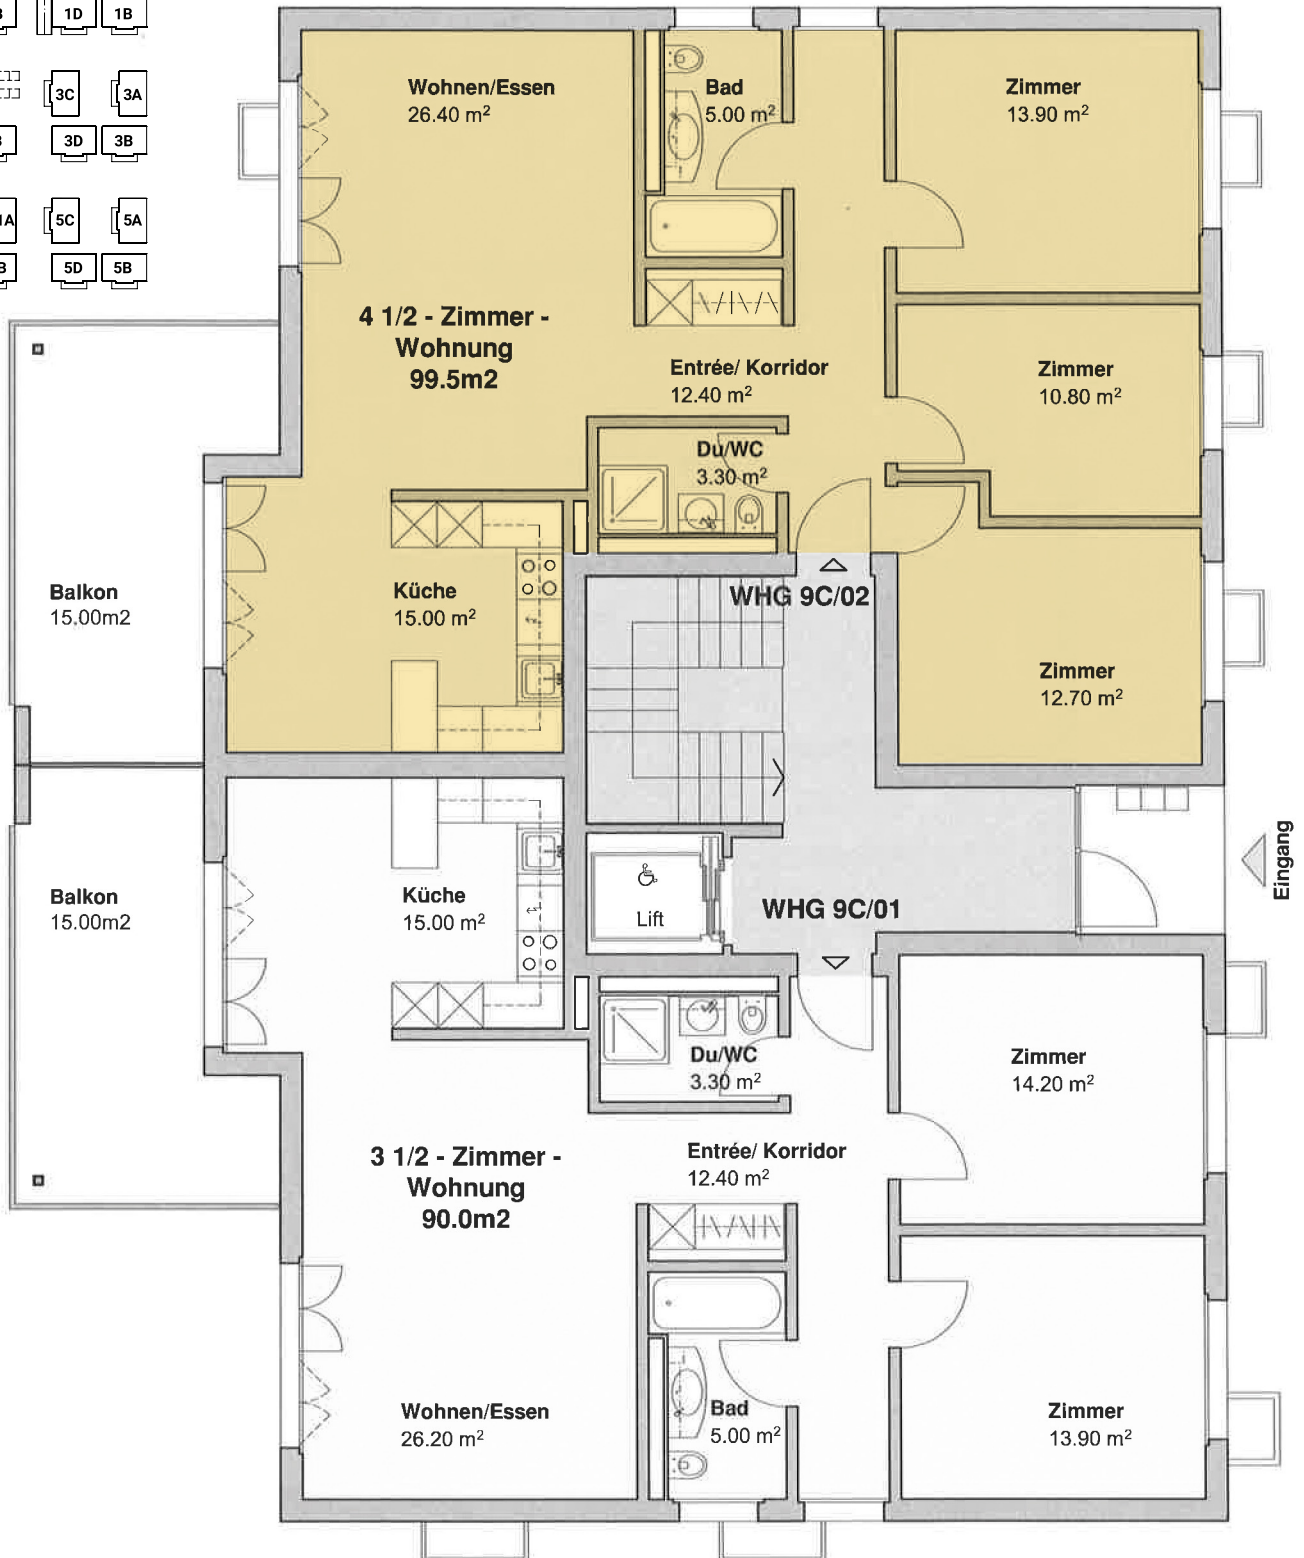 1D
1B
3C
3A
3D
3B
5C
5A
5D
5B
Wohnen/Essen
26.40 m²
Bad
5.00 m²
Zimmer
13.90 m²
4 1/2 - Zimmer -
Wohnung
99.5m2
Entrée/ Korridor
12.40 m²
Zimmer
10.80 m²
Du/WC
3.30 m²
Balkon
15.00m2
Küche
15.00 m²
WHG 9C/02
Zimmer
12.70 m²
Balkon
15.00m2
Küche
15.00 m²
Lift
WHG 9C/01
Eingang
Du/WC
3.30 m²
Zimmer
14.20 m²
3 1/2 - Zimmer -
Wohnung
90.0m2
Entrée/ Korridor
12.40 m²
Wohnen/Essen
26.20 m²
Bad
5.00 m²
Zimmer
13.90 m²